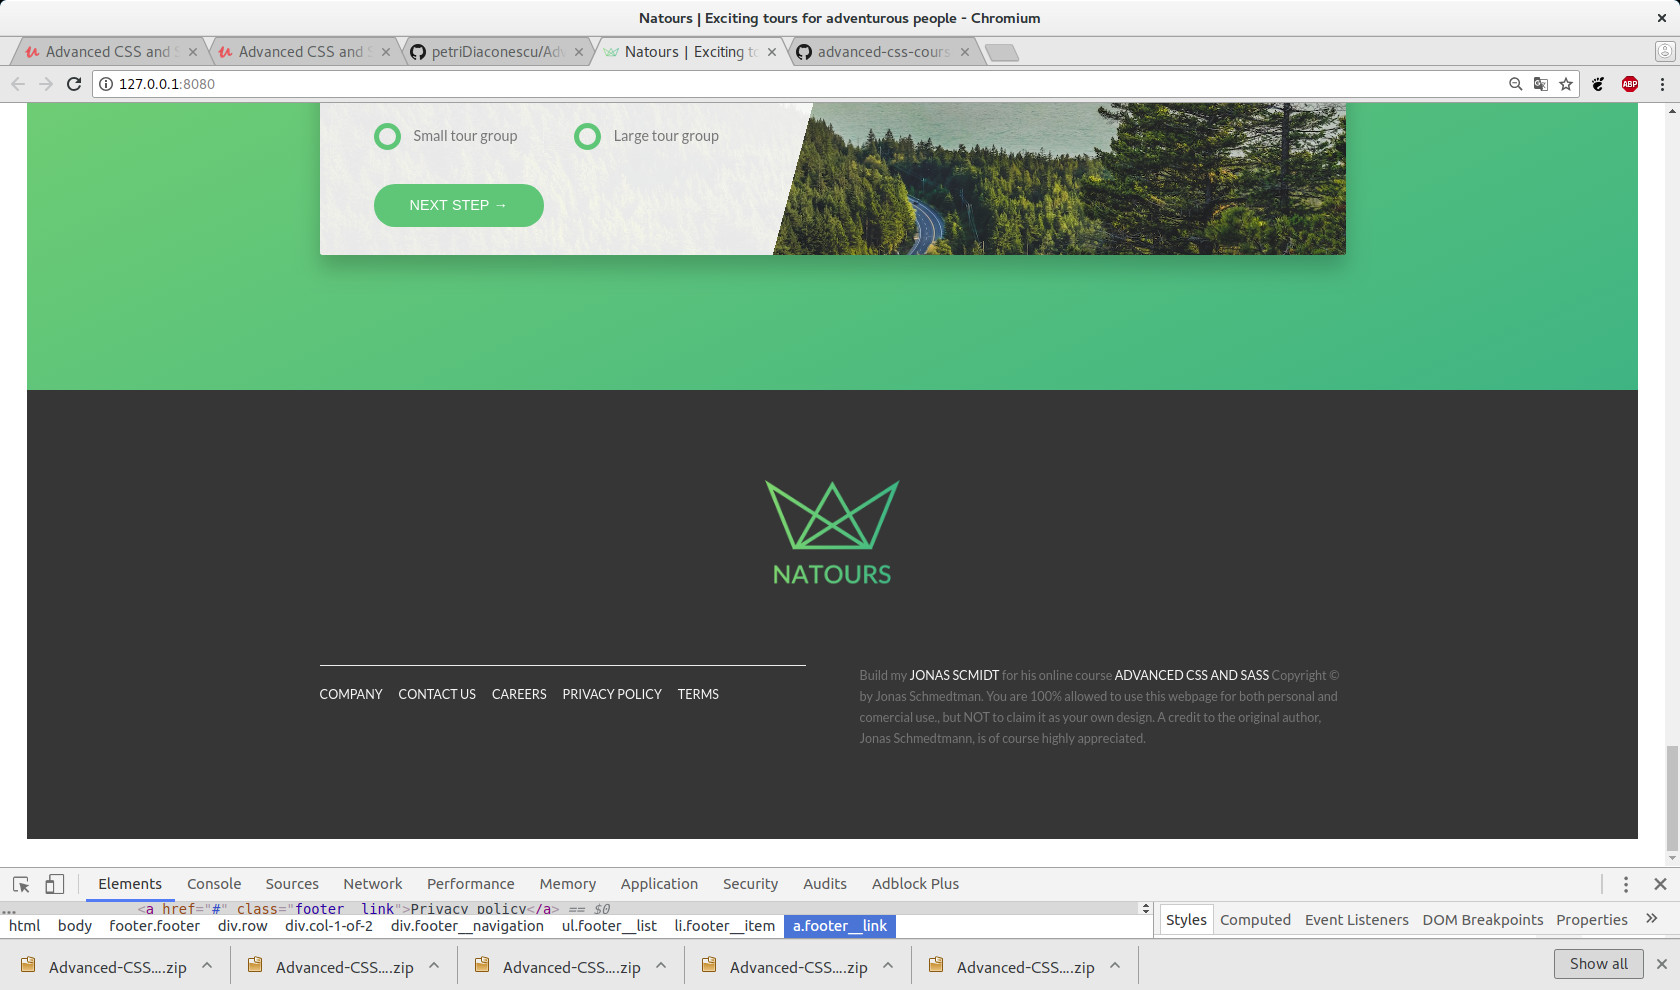 Natours | Exciting tours for adventurous people - Chromium
Advanced CSS and S
Advanced CSS and S
petriDiaconescu/Adv
Natours | Exciting to
advanced-css-cours
127.0.0.1:8080
ABP
Small tour group
Large tour group
NEXT STEP →
NATOURS
COMPANY CONTACT US CAREERS PRIVACY POLICY TERMS
Build my JONAS SCMIDT for his online course ADVANCED CSS AND SASS Copyright ©
by Jonas Schmedtman. You are 100% allowed to use this webpage for both personal and
comercial use., but NOT to claim it as your own design. A credit to the original author,
Jonas Schmedtmann, is of course highly appreciated.
Elements Console Sources Network Performance Memory Application Security Audits Adblock Plus
... <a href="#" class="footer__link">Privacy policy</a> == $0
html body footer.footer div.row div.col-1-of-2 div.footer__navigation ul.footer__list li.footer__item a.footer__link
Styles Computed Event Listeners DOM Breakpoints Properties »
Advanced-CSS....zip
Advanced-CSS....zip
Advanced-CSS....zip
Advanced-CSS....zip
Advanced-CSS....zip
Show all